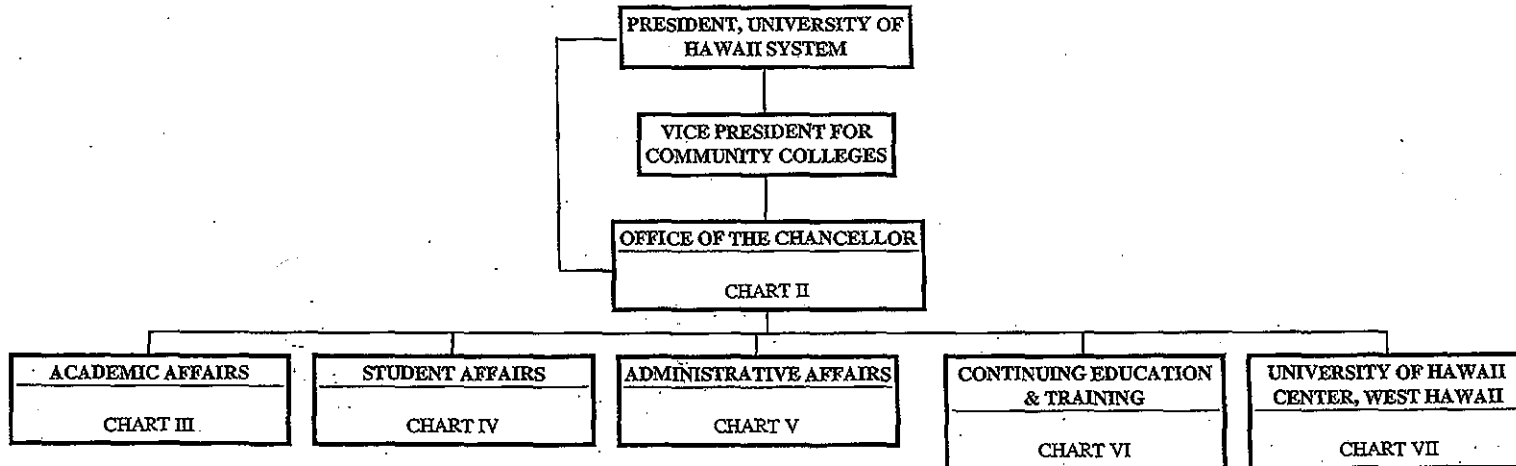 PRESIDENT, UNIVERSITY OF
HAWAII SYSTEM
VICE PRESIDENT FOR
COMMUNITY COLLEGES
OFFICE OF THE CHANCELLOR
CHART II
ACADEMIC AFFAIRS
CHART III
STUDENT AFFAIRS
CHART IV
ADMINISTRATIVE AFFAIRS
CHART V
CONTINUING EDUCATION
& TRAINING
CHART VI
UNIVERSITY OF HAWAII
CENTER, WEST HAWAII
CHART VII